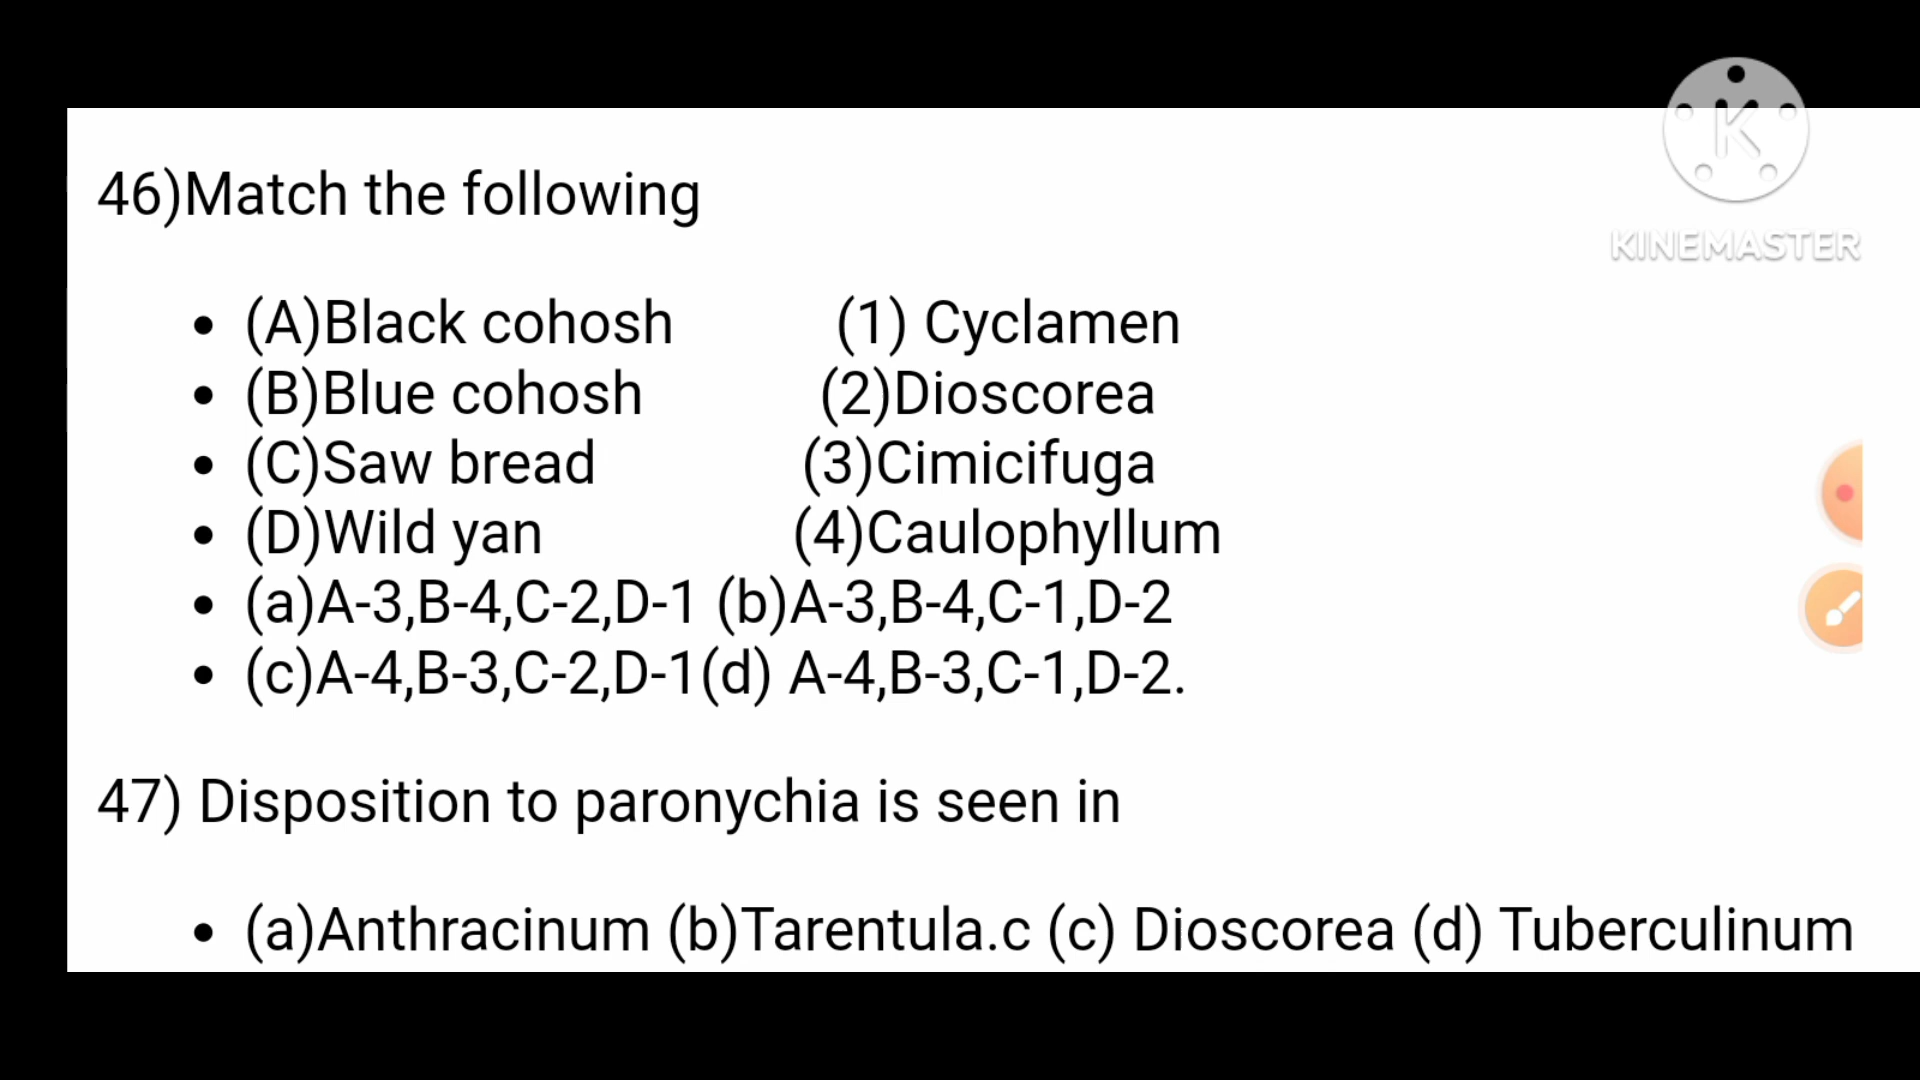 46)Match the following
KINEMASTER
• (A)Black cohosh (1) Cyclamen
• (B)Blue cohosh (2)Dioscorea
• (C)Saw bread (3)Cimicifuga
• (D)Wild yan (4)Caulophyllum
• (a)A-3,B-4,C-2,D-1 (b)A-3,B-4,C-1,D-2
• (c)A-4,B-3,C-2,D-1(d) A-4,B-3,C-1,D-2.
47) Disposition to paronychia is seen in
• (a)Anthracinum (b)Tarentula.c (c) Dioscorea (d) Tuberculinum